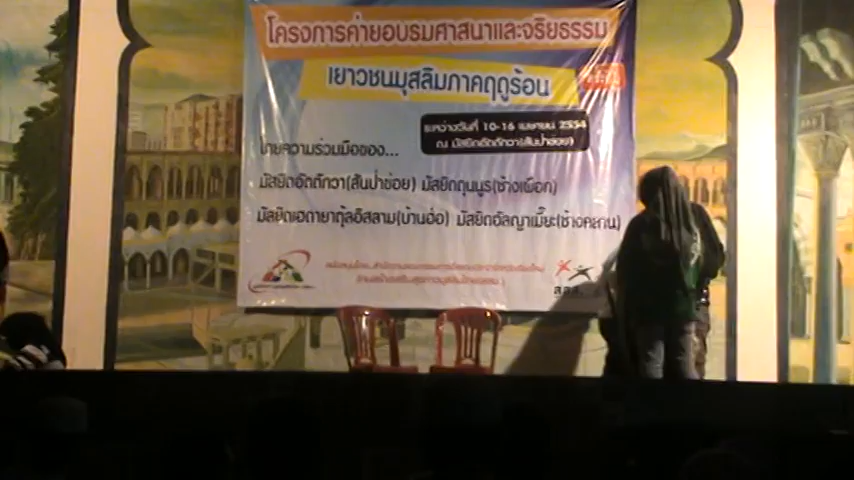 โครงการค่ายอบรมศาสนาและจริยธรรม
เยาวชนมุสลิมภาคฤดูร้อน
ระหว่างวันที่ 10-16 เมษายน 2554
ณ มัสยิดอัตตักวา(สันป่าข่อย)
โดยความร่วมมือของ...
มัสยิดอัตตักวา(สันป่าข่อย) มัสยิดดุนนูร(ช้างเผือก)
มัสยิดเฮดายาตุ้ลอิสลาม(บ้านฮ่อ) มัสยิดอัลญาเมี๊ยะ(ช้างคลาน)
ส.ส.ส.